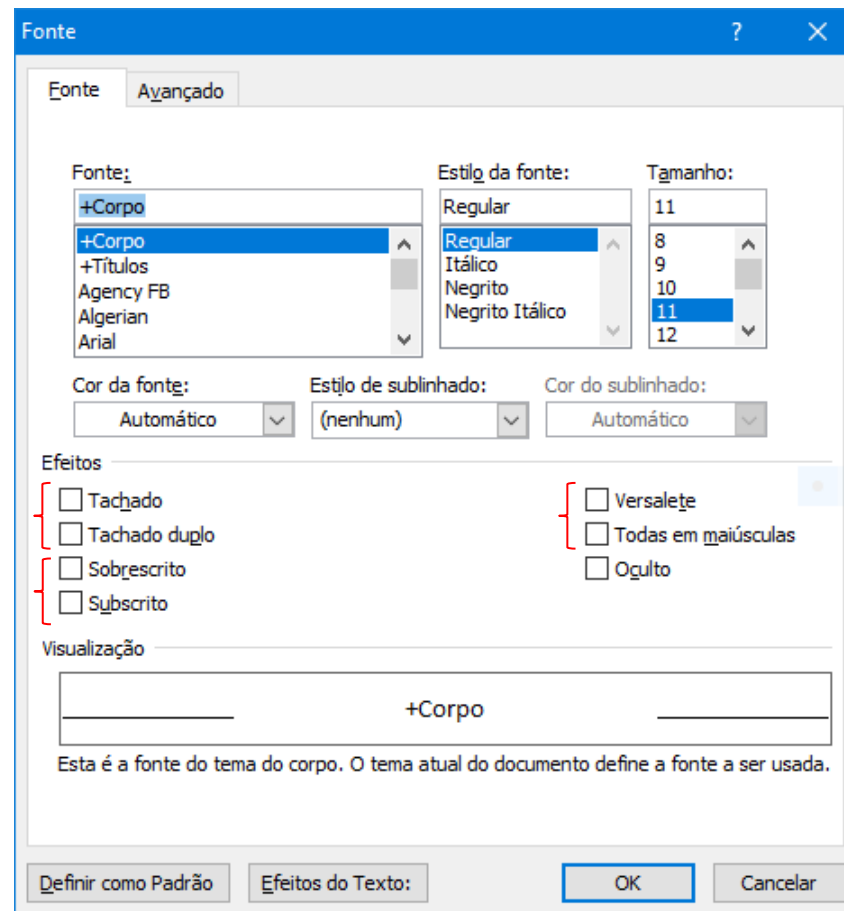 Fonte ?
Fonte Avançado
Fonte: Estilo da fonte: Tamanho:
+Corpo Regular 11
+Corpo Regular 8
+Títulos Itálico 9
Agency FB Negrito 10
Algerian Negrito Itálico 11
Arial 12
Cor da fonte: Estilo de sublinhado: Cor do sublinhado:
Automático (nenhum) Automático
Efeitos
Tachado Versalete
Tachado duplo Todas em maiúsculas
Sobrescrito Oculto
Subscrito
Visualização
+Corpo
Esta é a fonte do tema do corpo. O tema atual do documento define a fonte a ser usada.
Definir como Padrão Efeitos do Texto: OK Cancelar